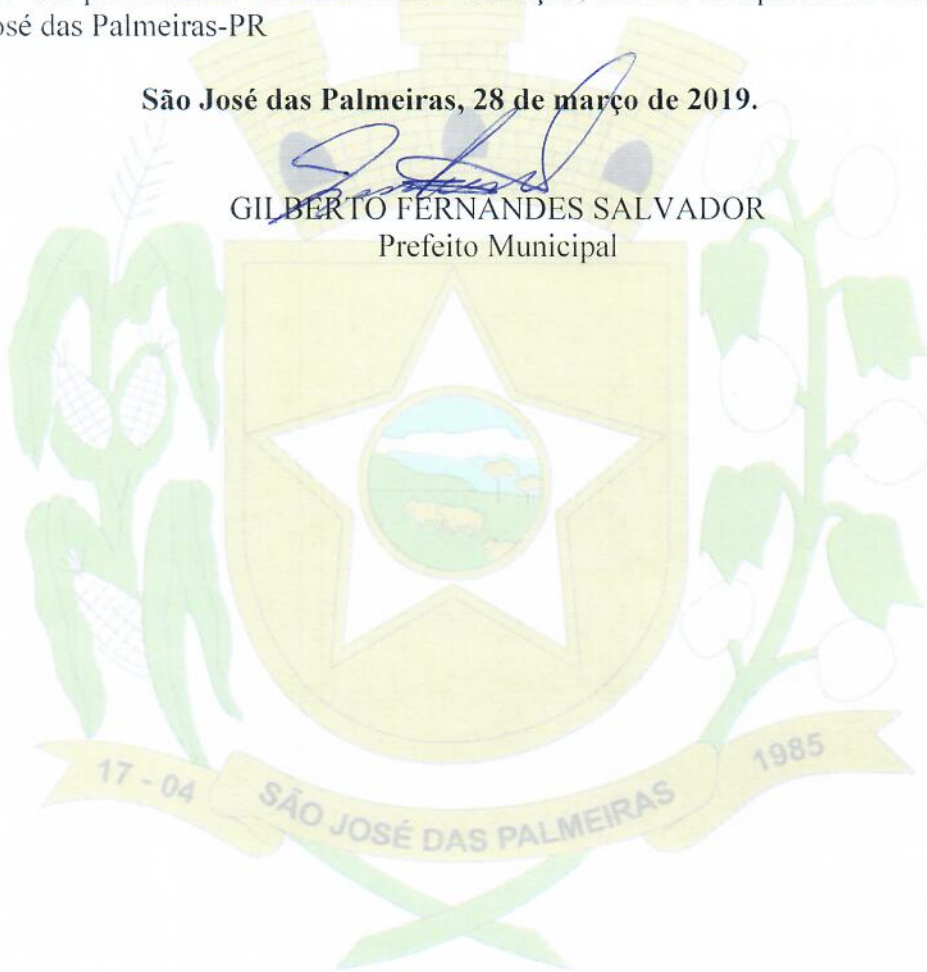 osé das Palmeiras-PR
São José das Palmeiras, 28 de março de 2019.
GILBERTO FERNANDES SALVADOR
Prefeito Municipal
17 - 04
SÃO JOSÉ DAS PALMEIRAS
1985